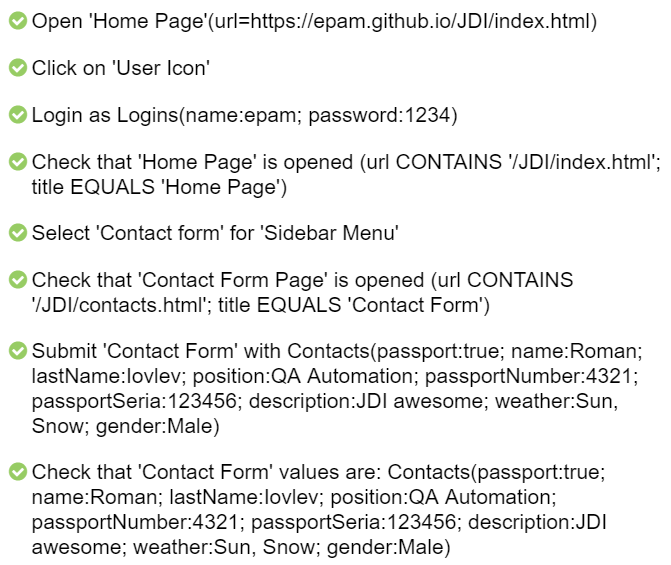 Open 'Home Page'(url=https://epam.github.io/JDI/index.html)
Click on 'User Icon'
Login as Logins(name:epam; password:1234)
Check that 'Home Page' is opened (url CONTAINS '/JDI/index.html';
title EQUALS 'Home Page')
Select 'Contact form' for 'Sidebar Menu'
Check that 'Contact Form Page' is opened (url CONTAINS
'/JDI/contacts.html'; title EQUALS 'Contact Form')
Submit 'Contact Form' with Contacts(passport:true; name:Roman;
lastName:Iovlev; position:QA Automation; passportNumber:4321;
passportSeria:123456; description:JDI awesome; weather:Sun,
Snow; gender:Male)
Check that 'Contact Form' values are: Contacts(passport:true;
name:Roman; lastName:Iovlev; position:QA Automation;
passportNumber:4321; passportSeria:123456; description:JDI
awesome; weather:Sun, Snow; gender:Male)